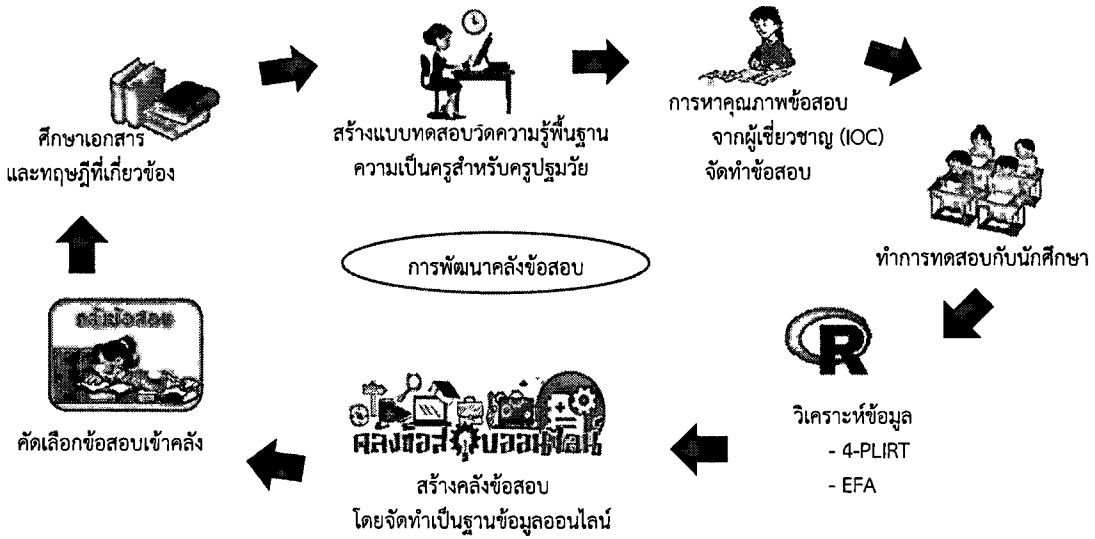 ศึกษาเอกสาร
และทฤษฎีที่เกี่ยวข้อง
สร้างแบบทดสอบวัดความรู้พื้นฐาน
ความเป็นครูสำหรับครูปฐมวัย
การหาคุณภาพข้อสอบ
จากผู้เชี่ยวชาญ (IOC)
จัดทำข้อสอบ
ทำการทดสอบกับนักศึกษา
การพัฒนาคลังข้อสอบ
R
วิเคราะห์ข้อมูล
- 4-PLIRT
- EFA
คลังข้อสอบออนไลน์
สร้างคลังข้อสอบ
โดยจัดทำเป็นฐานข้อมูลออนไลน์
คลังข้อสอบ
คัดเลือกข้อสอบเข้าคลัง